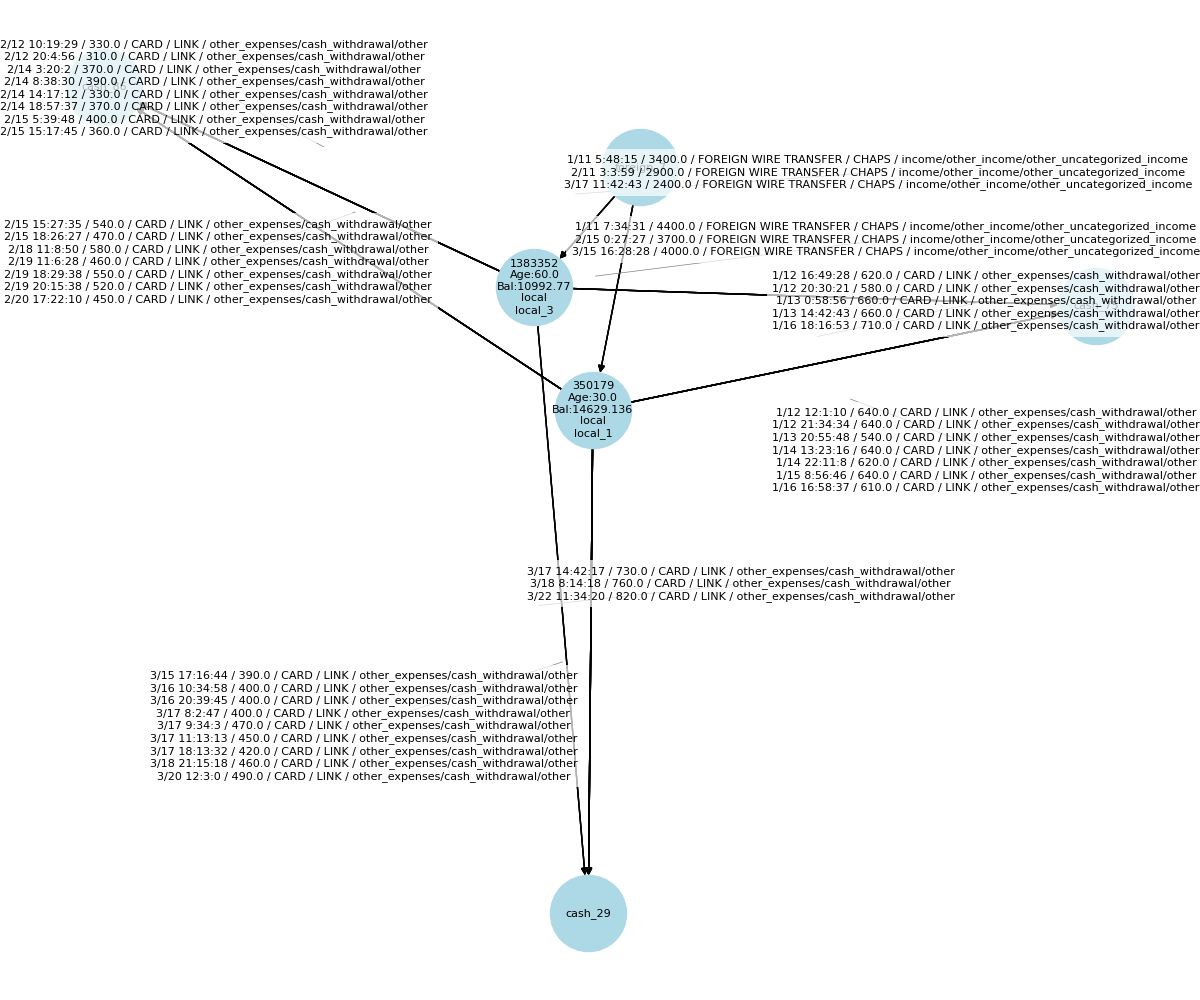 2/12 10:19:29 / 330.0 / CARD / LINK / other_expenses/cash_withdrawal/other
2/12 20:4:56 / 310.0 / CARD / LINK / other_expenses/cash_withdrawal/other
2/14 3:20:2 / 370.0 / CARD / LINK / other_expenses/cash_withdrawal/other
2/14 8:38:30 / 390.0 / CARD / LINK / other_expenses/cash_withdrawal/other
2/14 14:17:12 / 330.0 / CARD / LINK / other_expenses/cash_withdrawal/other
2/14 18:57:37 / 370.0 / CARD / LINK / other_expenses/cash_withdrawal/other
2/15 5:39:48 / 400.0 / CARD / LINK / other_expenses/cash_withdrawal/other
2/15 15:17:45 / 360.0 / CARD / LINK / other_expenses/cash_withdrawal/other
1/11 5:48:15 / 3400.0 / FOREIGN WIRE TRANSFER / CHAPS / income/other_income/other_uncategorized_income
2/11 3:3:59 / 2900.0 / FOREIGN WIRE TRANSFER / CHAPS / income/other_income/other_uncategorized_income
3/17 11:42:43 / 2400.0 / FOREIGN WIRE TRANSFER / CHAPS / income/other_income/other_uncategorized_income
2/15 15:27:35 / 540.0 / CARD / LINK / other_expenses/cash_withdrawal/other
2/15 18:26:27 / 470.0 / CARD / LINK / other_expenses/cash_withdrawal/other
2/18 11:8:50 / 580.0 / CARD / LINK / other_expenses/cash_withdrawal/other
2/19 11:6:28 / 460.0 / CARD / LINK / other_expenses/cash_withdrawal/other
2/19 18:29:38 / 550.0 / CARD / LINK / other_expenses/cash_withdrawal/other
2/19 20:15:38 / 520.0 / CARD / LINK / other_expenses/cash_withdrawal/other
2/20 17:22:10 / 450.0 / CARD / LINK / other_expenses/cash_withdrawal/other
1/11 7:34:31 / 4400.0 / FOREIGN WIRE TRANSFER / CHAPS / income/other_income/other_uncategorized_income
2/15 0:27:27 / 3700.0 / FOREIGN WIRE TRANSFER / CHAPS / income/other_income/other_uncategorized_income
3/15 16:28:28 / 4000.0 / FOREIGN WIRE TRANSFER / CHAPS / income/other_income/other_uncategorized_income
1383352
Age:60.0
Bal:10992.77
local
local_3
1/12 16:49:28 / 620.0 / CARD / LINK / other_expenses/cash_withdrawal/other
1/12 20:30:21 / 580.0 / CARD / LINK / other_expenses/cash_withdrawal/other
1/13 0:58:56 / 660.0 / CARD / LINK / other_expenses/cash_withdrawal/other
1/13 14:42:43 / 660.0 / CARD / LINK / other_expenses/cash_withdrawal/other
1/16 18:16:53 / 710.0 / CARD / LINK / other_expenses/cash_withdrawal/other
350179
Age:30.0
Bal:14629.136
local
local_1
1/12 12:1:10 / 640.0 / CARD / LINK / other_expenses/cash_withdrawal/other
1/12 21:34:34 / 640.0 / CARD / LINK / other_expenses/cash_withdrawal/other
1/13 20:55:48 / 540.0 / CARD / LINK / other_expenses/cash_withdrawal/other
1/14 13:23:16 / 640.0 / CARD / LINK / other_expenses/cash_withdrawal/other
1/14 22:11:8 / 620.0 / CARD / LINK / other_expenses/cash_withdrawal/other
1/15 8:56:46 / 640.0 / CARD / LINK / other_expenses/cash_withdrawal/other
1/16 16:58:37 / 610.0 / CARD / LINK / other_expenses/cash_withdrawal/other
3/17 14:42:17 / 730.0 / CARD / LINK / other_expenses/cash_withdrawal/other
3/18 8:14:18 / 760.0 / CARD / LINK / other_expenses/cash_withdrawal/other
3/22 11:34:20 / 820.0 / CARD / LINK / other_expenses/cash_withdrawal/other
3/15 17:16:44 / 390.0 / CARD / LINK / other_expenses/cash_withdrawal/other
3/16 10:34:58 / 400.0 / CARD / LINK / other_expenses/cash_withdrawal/other
3/16 20:39:45 / 400.0 / CARD / LINK / other_expenses/cash_withdrawal/other
3/17 8:2:47 / 400.0 / CARD / LINK / other_expenses/cash_withdrawal/other
3/17 9:34:3 / 470.0 / CARD / LINK / other_expenses/cash_withdrawal/other
3/17 11:13:13 / 450.0 / CARD / LINK / other_expenses/cash_withdrawal/other
3/17 18:13:32 / 420.0 / CARD / LINK / other_expenses/cash_withdrawal/other
3/18 21:15:18 / 460.0 / CARD / LINK / other_expenses/cash_withdrawal/other
3/20 12:3:0 / 490.0 / CARD / LINK / other_expenses/cash_withdrawal/other
cash_29